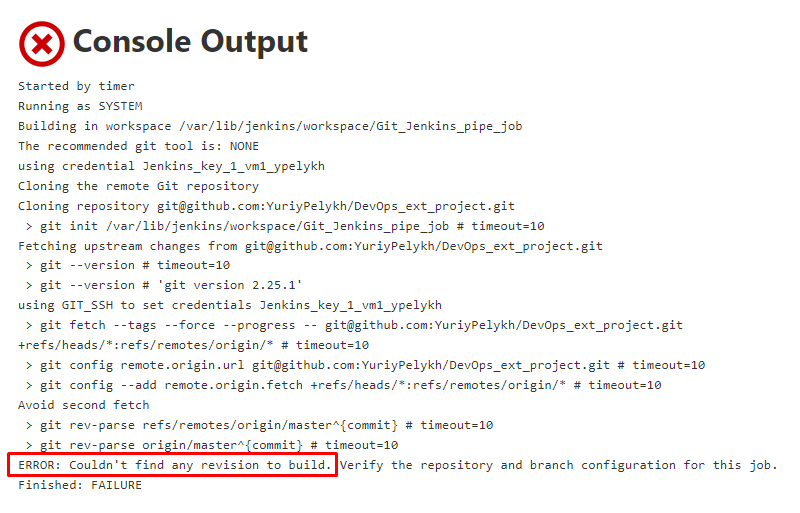 Console Output
Started by timer
Running as SYSTEM
Building in workspace /var/lib/jenkins/workspace/Git_Jenkins_pipe_job
The recommended git tool is: NONE
using credential Jenkins_key_1_vm1_ypelykh
Cloning the remote Git repository
Cloning repository git@github.com:YuriyPelykh/DevOps_ext_project.git
 > git init /var/lib/jenkins/workspace/Git_Jenkins_pipe_job # timeout=10
Fetching upstream changes from git@github.com:YuriyPelykh/DevOps_ext_project.git
 > git --version # timeout=10
 > git --version # 'git version 2.25.1'
using GIT_SSH to set credentials Jenkins_key_1_vm1_ypelykh
 > git fetch --tags --force --progress -- git@github.com:YuriyPelykh/DevOps_ext_project.git
+refs/heads/*:refs/remotes/origin/* # timeout=10
 > git config remote.origin.url git@github.com:YuriyPelykh/DevOps_ext_project.git # timeout=10
 > git config --add remote.origin.fetch +refs/heads/*:refs/remotes/origin/* # timeout=10
Avoid second fetch
 > git rev-parse refs/remotes/origin/master^{commit} # timeout=10
 > git rev-parse origin/master^{commit} # timeout=10
ERROR: Couldn't find any revision to build. Verify the repository and branch configuration for this job.
Finished: FAILURE